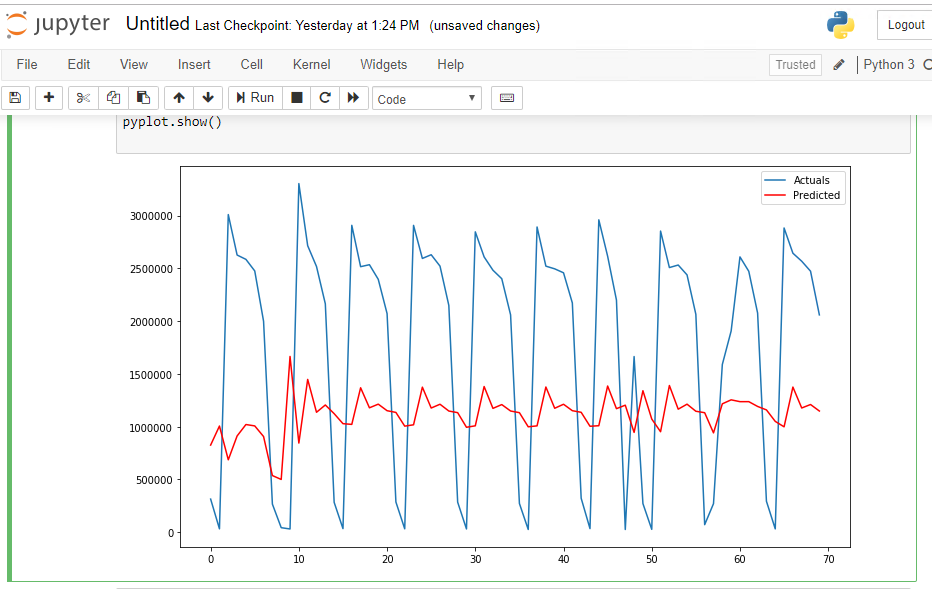 jupyter Untitled Last Checkpoint: Yesterday at 1:24 PM (unsaved changes) Logout
File Edit View Insert Cell Kernel Widgets Help Trusted Python 3
Run Code
pyplot.show()
Actuals
Predicted
3000000
2500000
2000000
1500000
1000000
500000
0
0 10 20 30 40 50 60 70